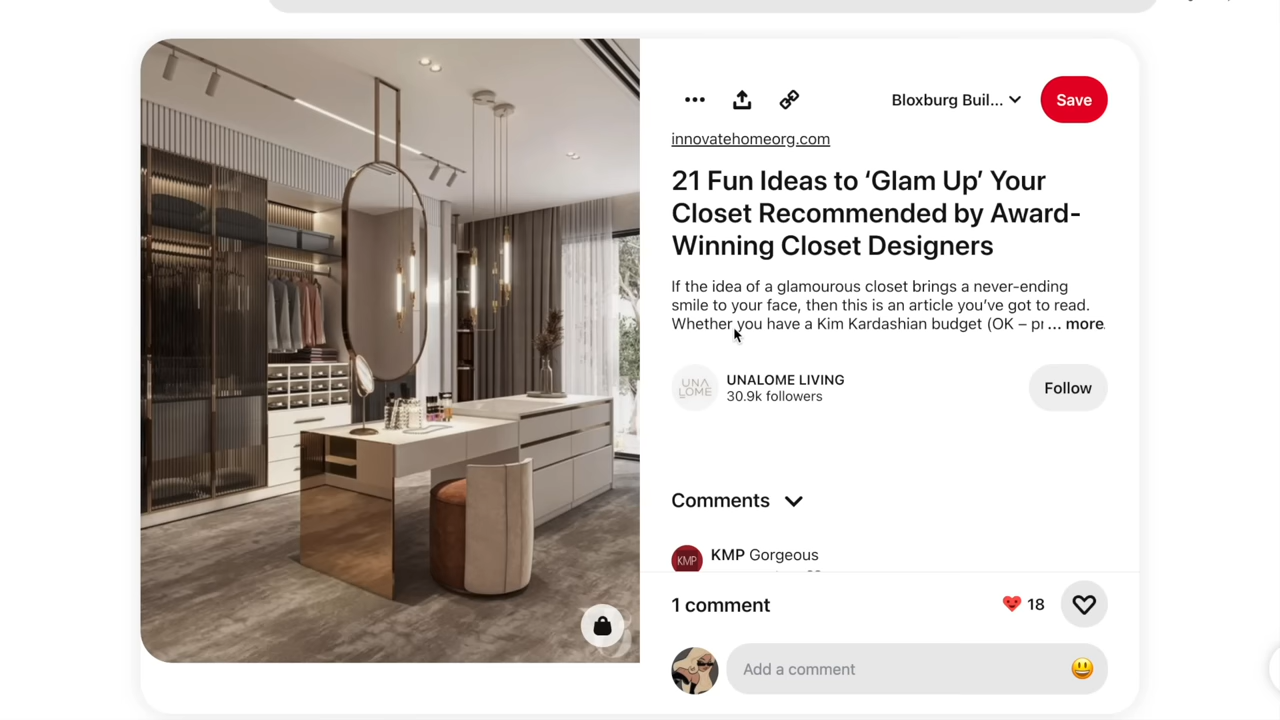 Bloxburg Buil...
Save
innovatehomeorg.com
21 Fun Ideas to ‘Glam Up’ Your
Closet Recommended by Award-
Winning Closet Designers
If the idea of a glamourous closet brings a never-ending
smile to your face, then this is an article you’ve got to read.
Whether you have a Kim Kardashian budget (OK – pr ... more
UNA LOME
UNALOME LIVING
30.9k followers
Follow
Comments
KMP
KMP Gorgeous
1 comment
18
Add a comment